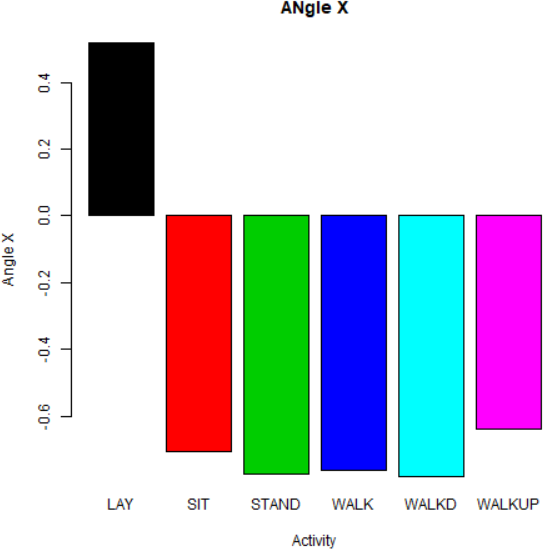 ANgle X
0.4
0.2
0.0
-0.2
-0.4
-0.6
Angle X
LAY SIT STAND WALK WALKD WALKUP
Activity